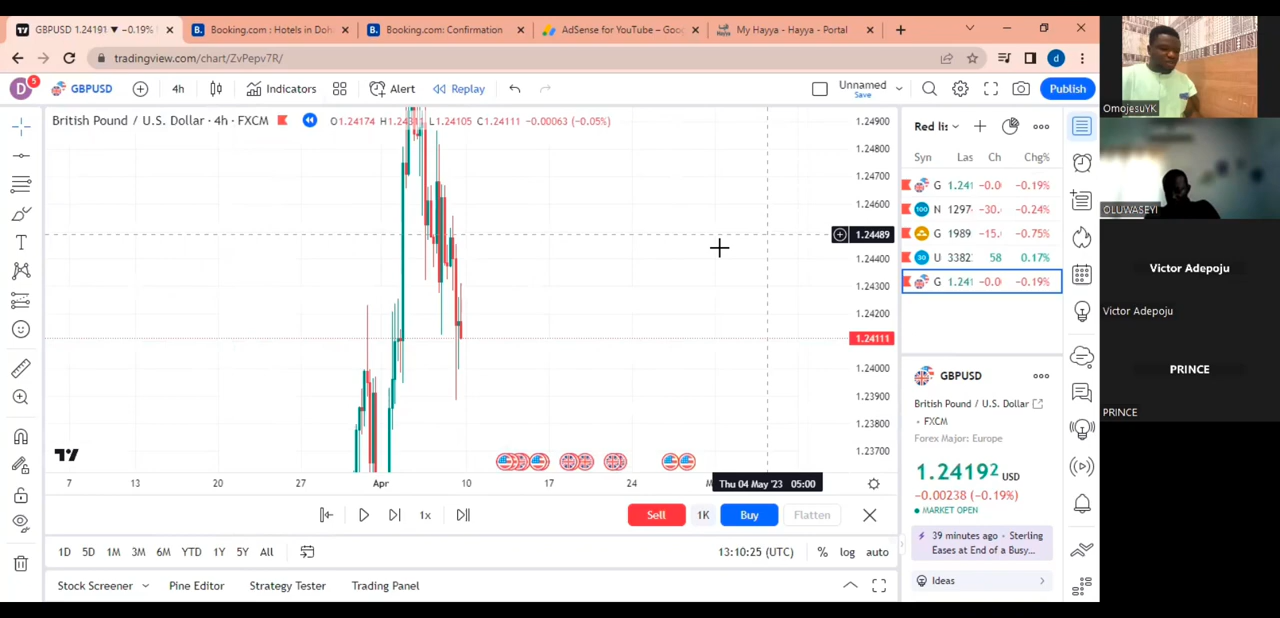 GBPUSD 1.24191 ▼ −0.19%
Booking.com : Hotels in Doh
Booking.com: Confirmation
AdSense for YouTube – Goo
My Hayya - Hayya - Portal
tradingview.com/chart/ZvPepv7R/
d
D
5
GBPUSD
4h
Indicators
Alert
Replay
Unnamed
Save
Publish
British Pound / U.S. Dollar · 4h · FXCM
L1.24105 C1.24111 −0.00063 (−0.05%)
O1.24174
1.24900
1.24800
1.24700
1.24600
1.24489
1.24400
1.24300
1.24200
1.24111
1.24000
1.23900
1.23800
1.23700
7
13
20
27
Apr
10
17
24
Thu 04 May '23 05:00
1x
Sell
1K
Buy
Flatten
1D
5D
1M
3M
6M
YTD
1Y
5Y
All
13:10:25 (UTC)
%
log
auto
Stock Screener
Pine Editor
Strategy Tester
Trading Panel
Red lis
Syn Las Ch Chg%
G 1.241 −0.0 −0.19%
N 1297 −30. −0.24%
G 1989 −15. −0.75%
U 3382 58 0.17%
G 1.241 −0.0 −0.19%
GBPUSD
British Pound / U.S. Dollar
• FXCM
Forex Major: Europe
1.24192 USD
−0.00238 (−0.19%)
MARKET OPEN
39 minutes ago • Sterling
Eases at End of a Busy...
Ideas
OmojesuYK
OLUWASEYI
Victor Adepoju
Victor Adepoju
PRINCE
PRINCE